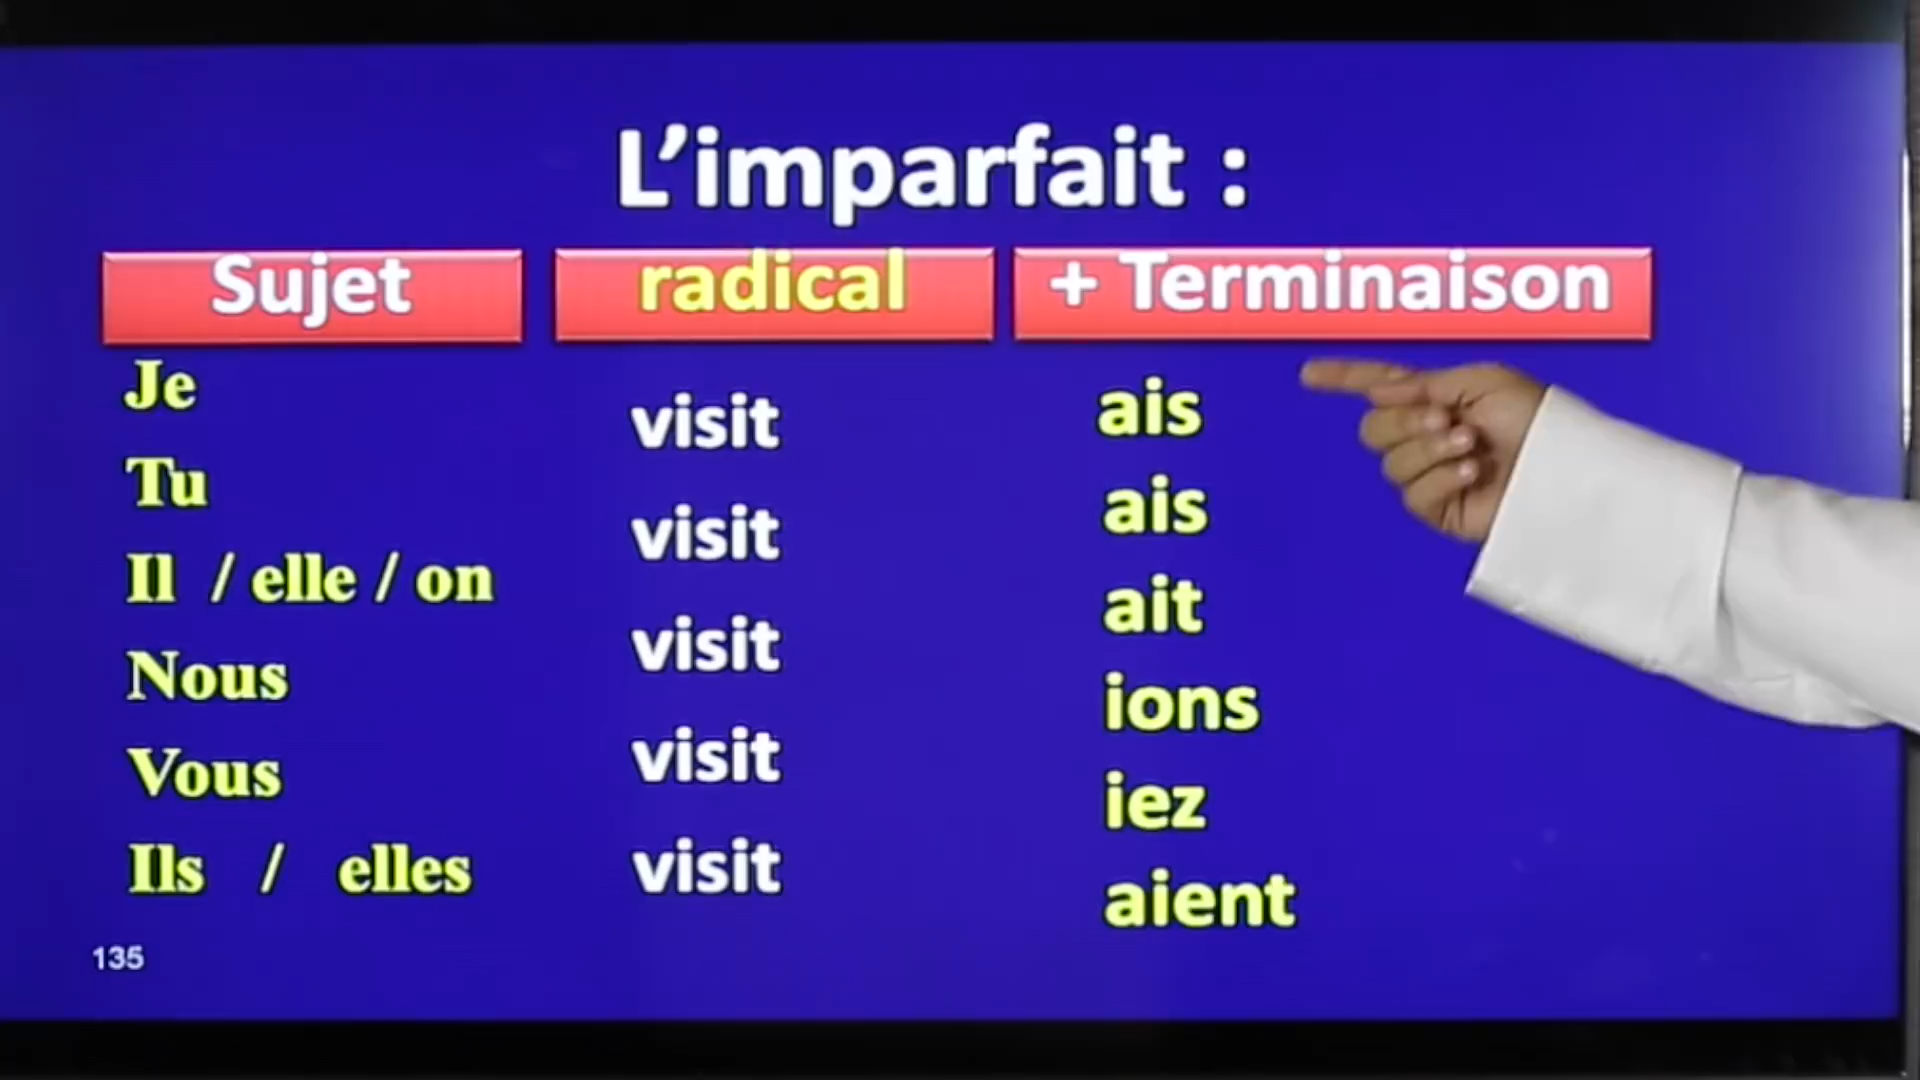 L'imparfait :
Sujet radical + Terminaison
Je visit ais
Tu visit ais
Il / elle / on visit ait
Nous visit ions
Vous visit iez
Ils / elles aient
135